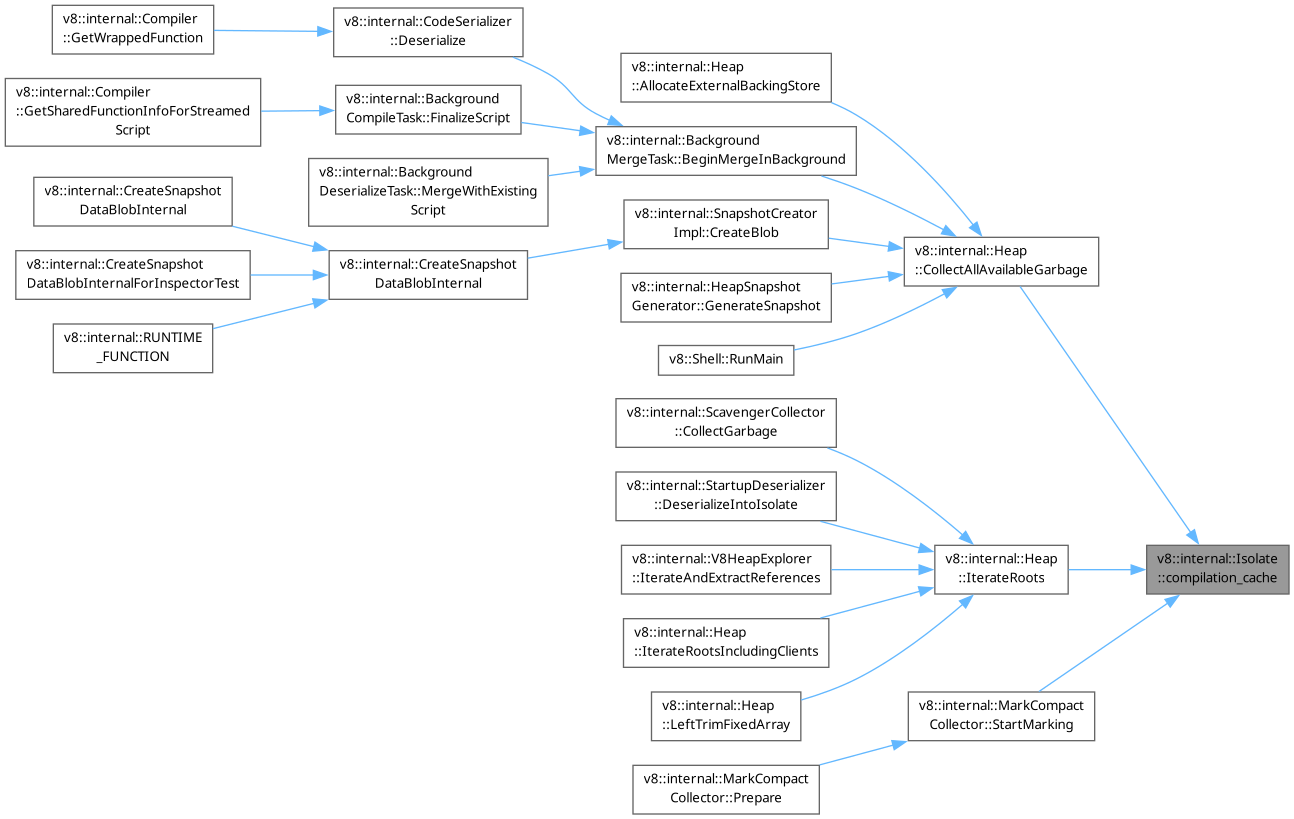 v8::internal::Compiler
::GetWrappedFunction
v8::internal::CodeSerializer
::Deserialize
v8::internal::Heap
::AllocateExternalBackingStore
v8::internal::Compiler
::GetSharedFunctionInfoForStreamed
Script
v8::internal::Background
CompileTask::FinalizeScript
v8::internal::Background
MergeTask::BeginMergeInBackground
v8::internal::Background
DeserializeTask::MergeWithExisting
Script
v8::internal::CreateSnapshot
DataBlobInternal
v8::internal::SnapshotCreator
Impl::CreateBlob
v8::internal::Heap
::CollectAllAvailableGarbage
v8::internal::CreateSnapshot
DataBlobInternalForInspectorTest
v8::internal::CreateSnapshot
DataBlobInternal
v8::internal::HeapSnapshot
Generator::GenerateSnapshot
v8::internal::RUNTIME
_FUNCTION
v8::Shell::RunMain
v8::internal::ScavengerCollector
::CollectGarbage
v8::internal::StartupDeserializer
::DeserializeIntoIsolate
v8::internal::V8HeapExplorer
::IterateAndExtractReferences
v8::internal::Heap
::IterateRoots
v8::internal::Isolate
::compilation_cache
v8::internal::Heap
::IterateRootsIncludingClients
v8::internal::Heap
::LeftTrimFixedArray
v8::internal::MarkCompact
Collector::StartMarking
v8::internal::MarkCompact
Collector::Prepare